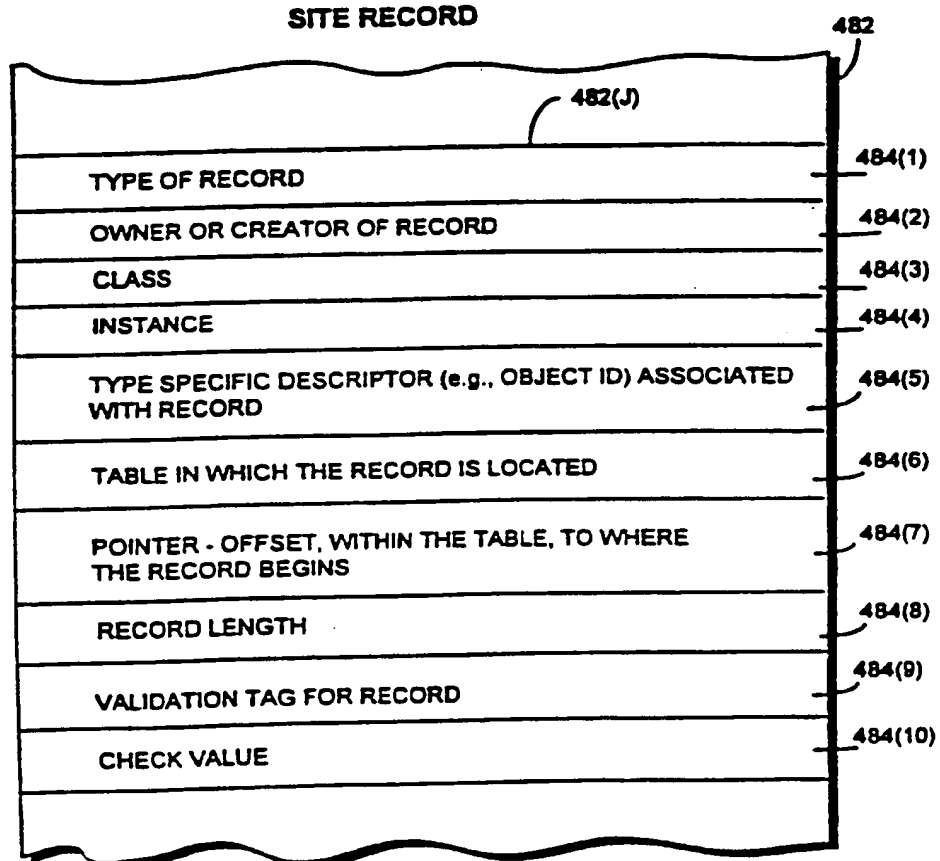 SITE RECORD
482
482(J)
TYPE OF RECORD
484(1)
OWNER OR CREATOR OF RECORD
484(2)
CLASS
484(3)
INSTANCE
484(4)
TYPE SPECIFIC DESCRIPTOR (e.g., OBJECT ID) ASSOCIATED
WITH RECORD
484(5)
TABLE IN WHICH THE RECORD IS LOCATED
484(6)
POINTER - OFFSET, WITHIN THE TABLE, TO WHERE
THE RECORD BEGINS
484(7)
RECORD LENGTH
484(8)
VALIDATION TAG FOR RECORD
484(9)
CHECK VALUE
484(10)